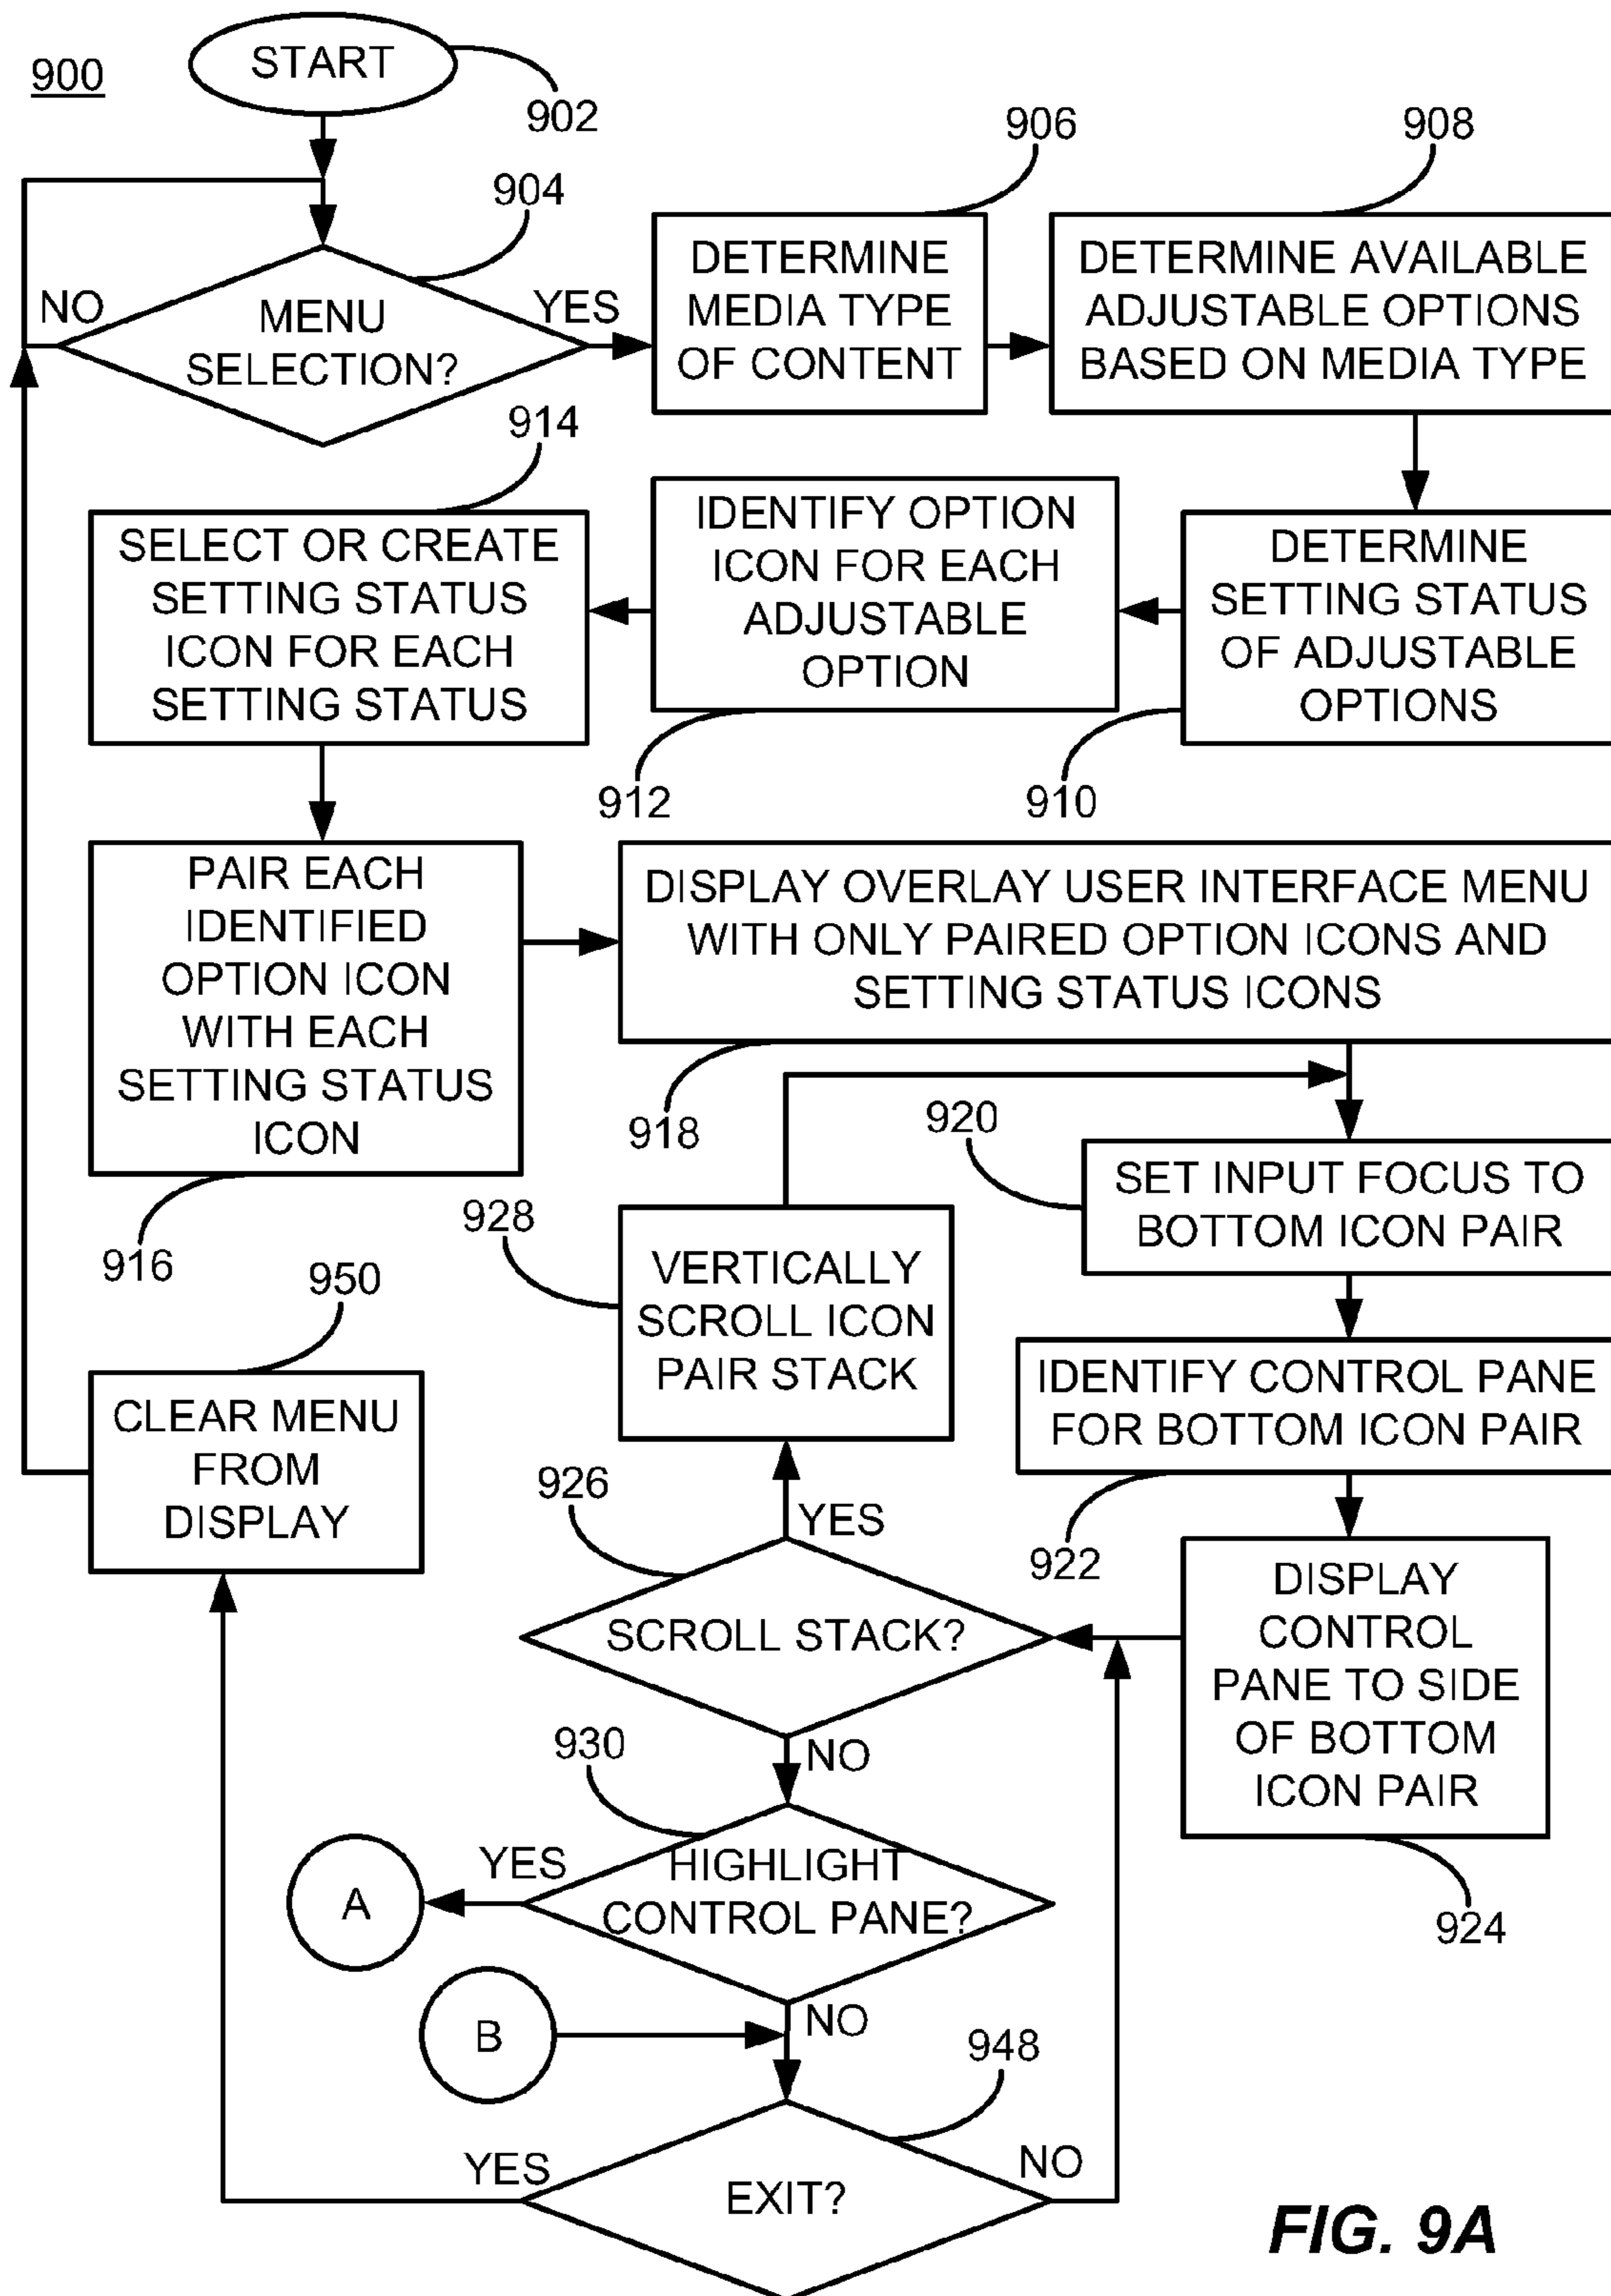 900
START
902
904
906
908
NO
MENU
SELECTION?
YES
DETERMINE
MEDIA TYPE
OF CONTENT
DETERMINE AVAILABLE
ADJUSTABLE OPTIONS
BASED ON MEDIA TYPE
914
SELECT OR CREATE
SETTING STATUS
ICON FOR EACH
SETTING STATUS
IDENTIFY OPTION
ICON FOR EACH
ADJUSTABLE
OPTION
DETERMINE
SETTING STATUS
OF ADJUSTABLE
OPTIONS
912
910
PAIR EACH
IDENTIFIED
OPTION ICON
WITH EACH
SETTING STATUS
ICON
DISPLAY OVERLAY USER INTERFACE MENU
WITH ONLY PAIRED OPTION ICONS AND
SETTING STATUS ICONS
918
920
916
928
SET INPUT FOCUS TO
BOTTOM ICON PAIR
950
VERTICALLY
SCROLL ICON
PAIR STACK
IDENTIFY CONTROL PANE
FOR BOTTOM ICON PAIR
CLEAR MENU
FROM
DISPLAY
926
YES
922
SCROLL STACK?
DISPLAY
CONTROL
PANE TO SIDE
OF BOTTOM
ICON PAIR
930
NO
924
A
YES
HIGHLIGHT
CONTROL PANE?
B
NO
948
YES
EXIT?
NO
FIG. 9A